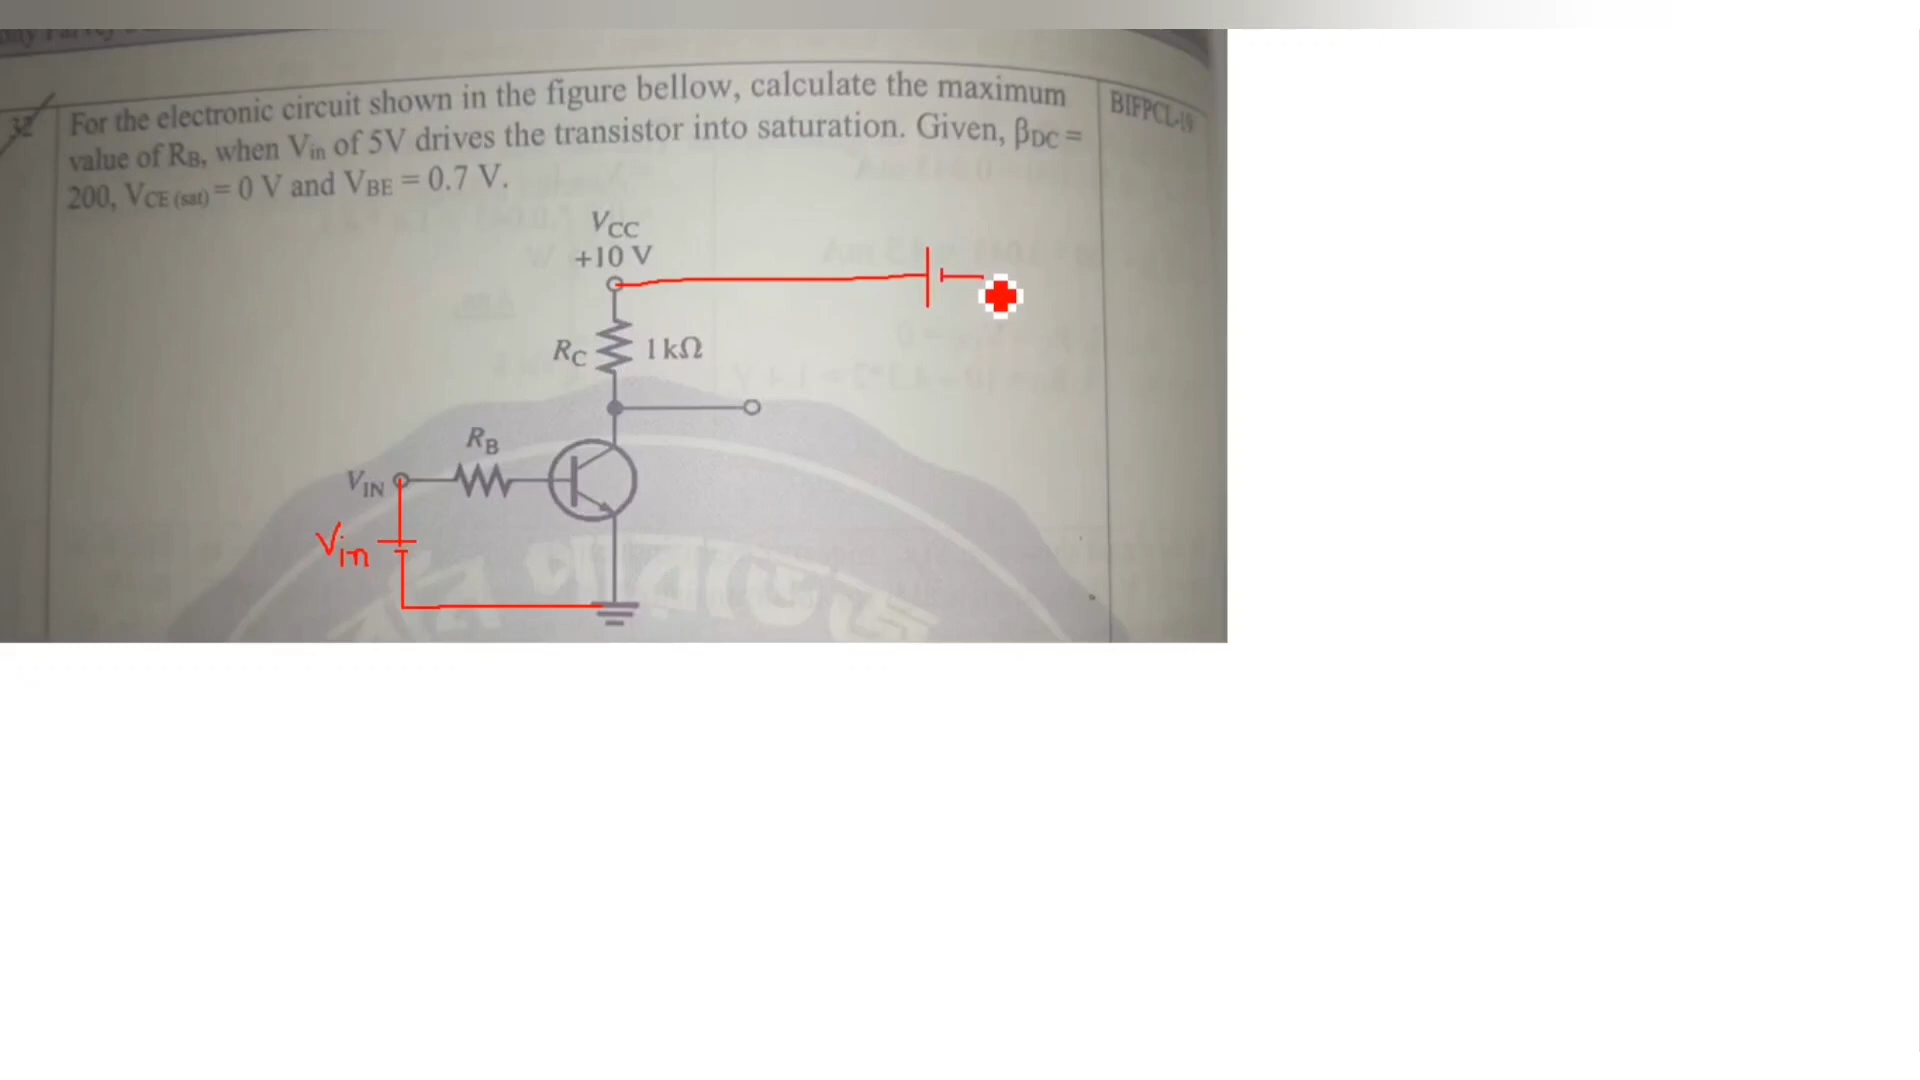 32
For the electronic circuit shown in the figure bellow, calculate the maximum
BIFPCL-19
value of RB, when Vin of 5V drives the transistor into saturation. Given, βDC =
200, VCE (sat) = 0 V and VBE = 0.7 V.
VCC
+10 V
RC 1 kΩ
RB
VIN
Vin